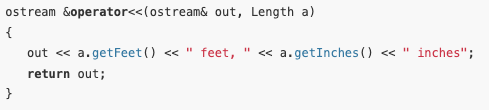 ostream &operator<<(ostream& out, Length a)
{
   out << a.getFeet() << " feet, " << a.getInches() << " inches";
   return out;
}